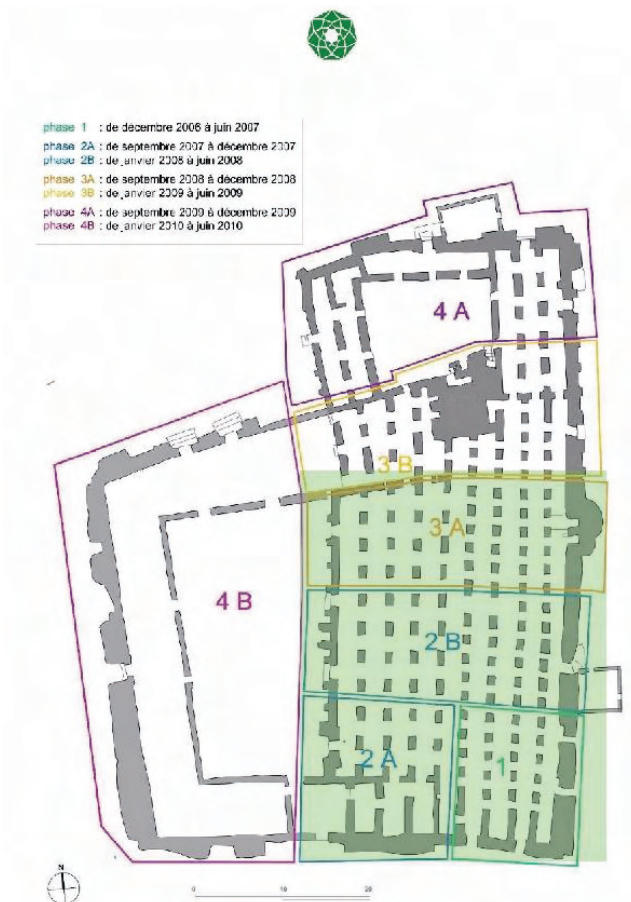 phase 1 : de décembre 2006 à juin 2007
phase 2A : de septembre 2007 à décembre 2007
phase 2B : de janvier 2008 à juin 2008
phase 3A : de septembre 2008 à décembre 2008
phase 3B : de janvier 2009 à juin 2009
phase 4A : de septembre 2009 à décembre 2009
phase 4B : de janvier 2010 à juin 2010
4 A
3 B
3 A
4 B
2 B
2 A
1
N
0 10 20